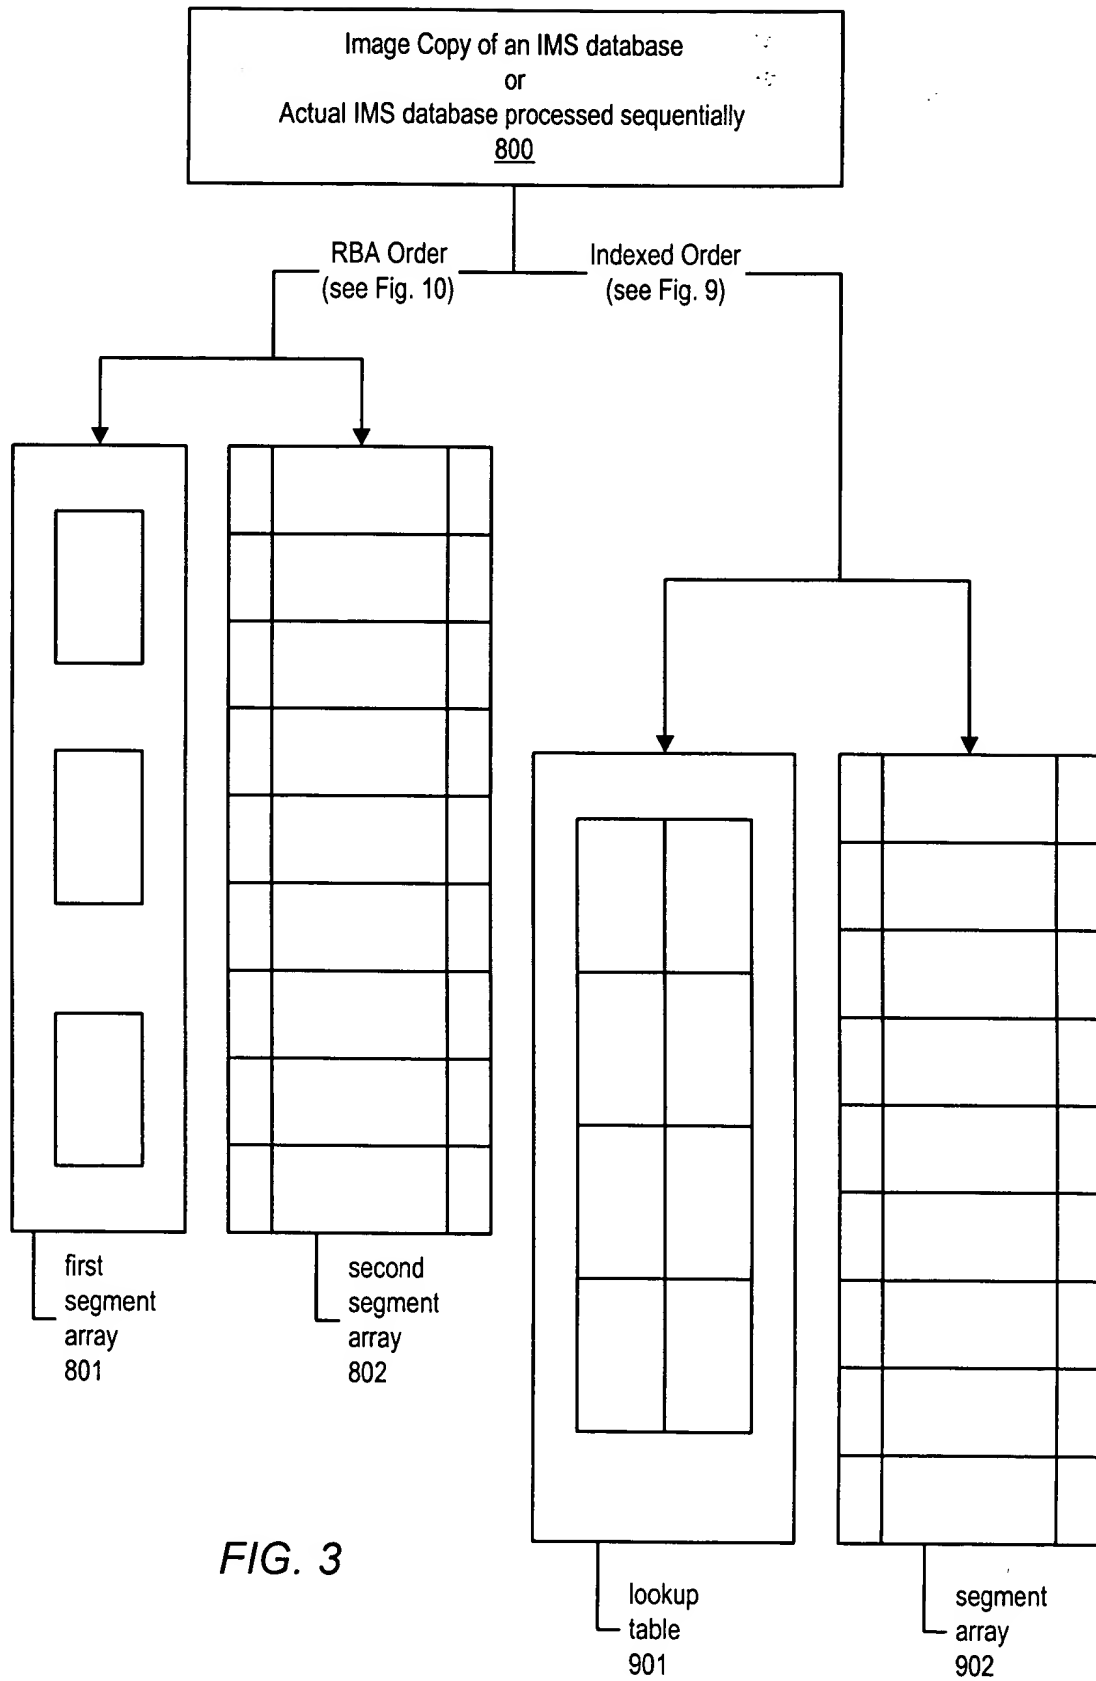 Image Copy of an IMS database
or
Actual IMS database processed sequentially
800
RBA Order
(see Fig. 10)
Indexed Order
(see Fig. 9)
first
segment
array
801
second
segment
array
802
FIG. 3
lookup
table
901
segment
array
902